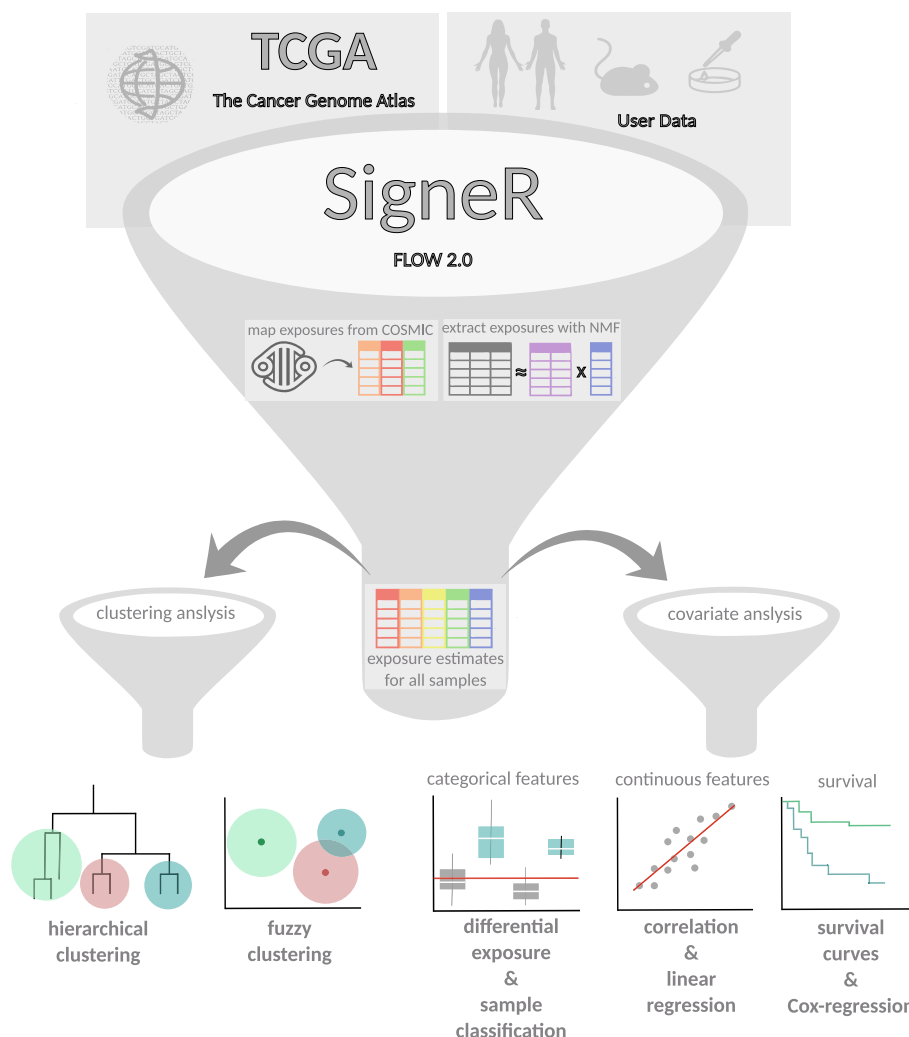 TCGA
The Cancer Genome Atlas
User Data
SigneR
FLOW 2.0
map exposures from COSMIC
extract exposures with NMF
≈
x
clustering anslysis
covariate anslysis
exposure estimates
for all samples
categorical features
continuous features
survival
hierarchical
clustering
fuzzy
clustering
differential
exposure
&
sample
classification
correlation
&
linear
regression
survival
curves
&
Cox-regression